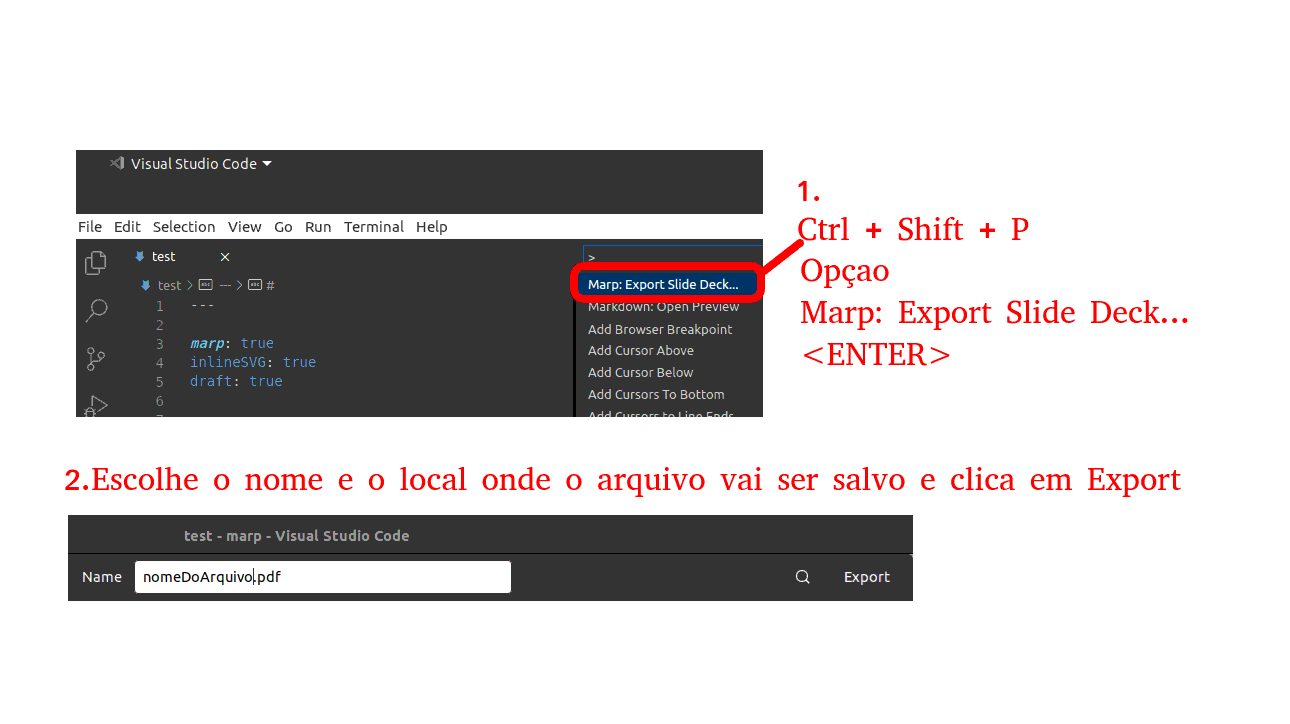 Visual Studio Code
1.
Ctrl + Shift + P
Opçao
Marp: Export Slide Deck...
<ENTER>
File Edit Selection View Go Run Terminal Help
test
test > --- > #
1 ---
2
3 marp: true
4 inlineSVG: true
5 draft: true
6
>
Marp: Export Slide Deck...
Markdown: Open Preview
Add Browser Breakpoint
Add Cursor Above
Add Cursor Below
Add Cursors To Bottom
Add Cursors to Line Ends
2.Escolhe o nome e o local onde o arquivo vai ser salvo e clica em Export
test - marp - Visual Studio Code
Name nomeDoArquivo.pdf Export